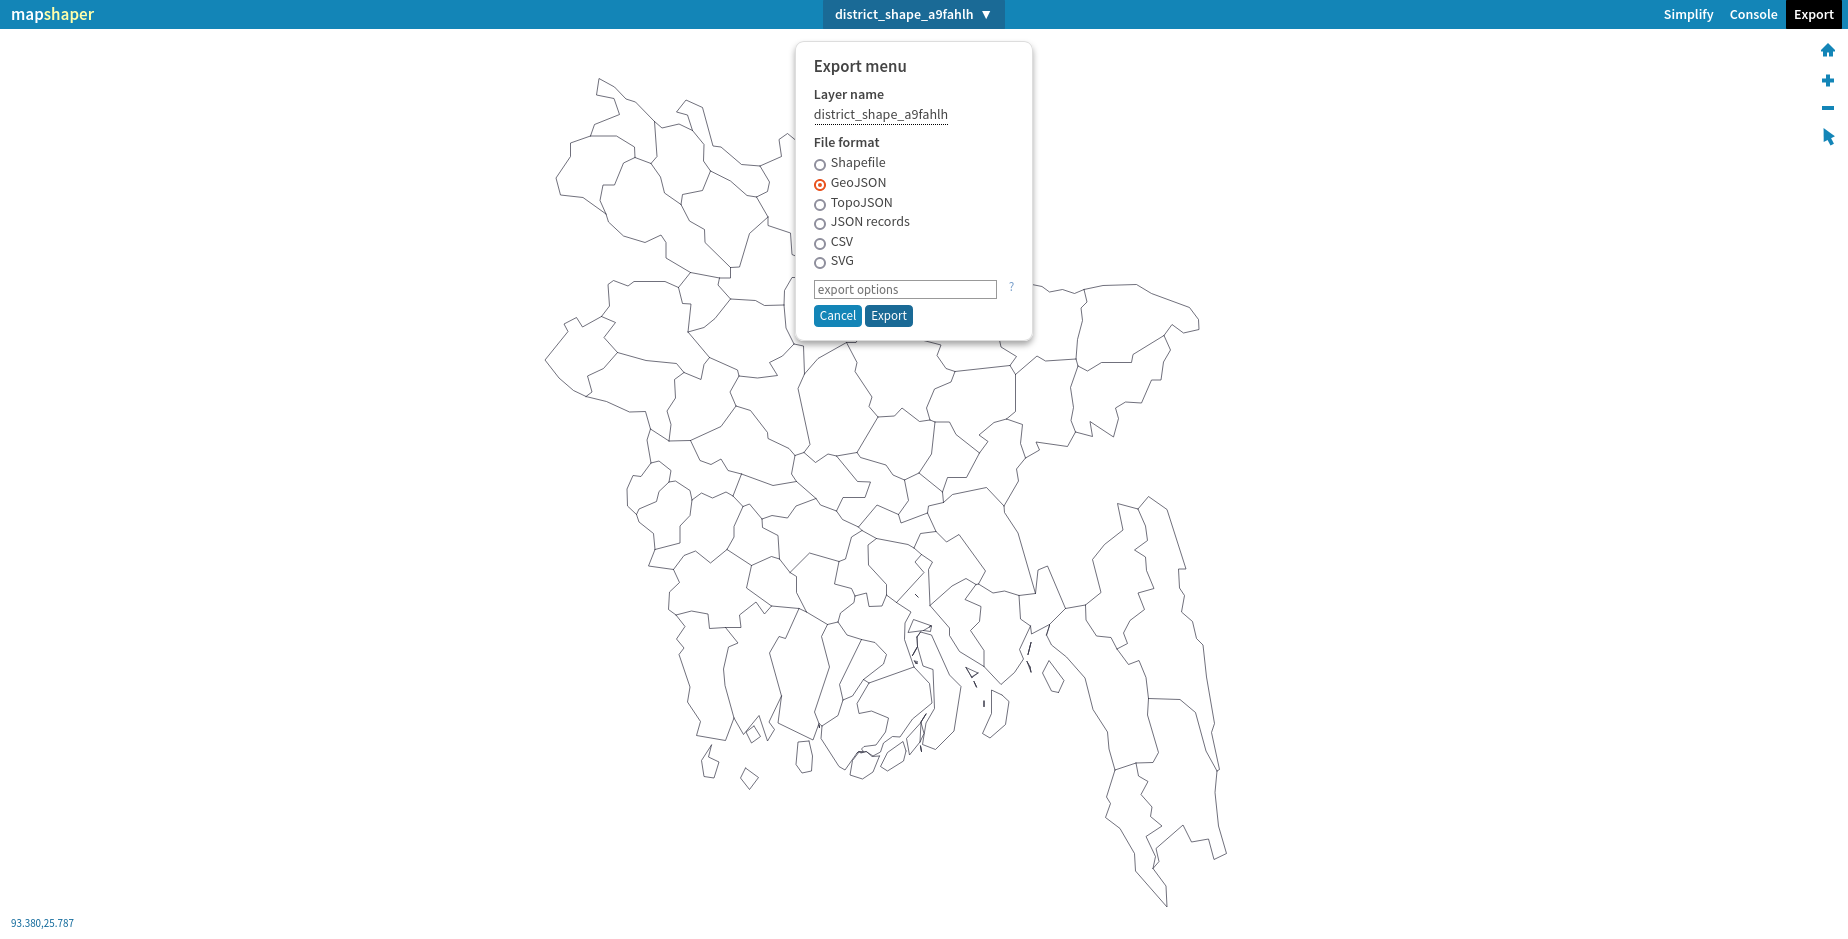 mapshaper
district_shape_a9fahlh ▼
Simplify Console Export
Export menu
Layer name
district_shape_a9fahlh
File format
Shapefile
GeoJSON
TopoJSON
JSON records
CSV
SVG
export options ?
Cancel Export
93.380,25.787